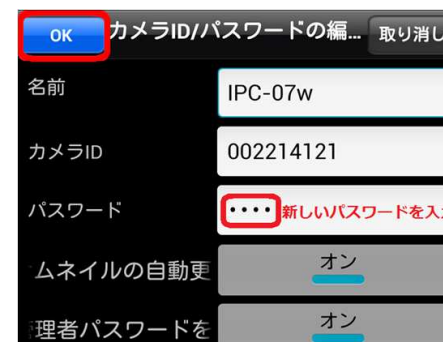 OK カメラID/パスワードの編... 取り消し
名前 IPC-07w
カメラID 002214121
パスワード ････ 新しいパスワードを入
ムネイルの自動更 オン
理者パスワードを オン